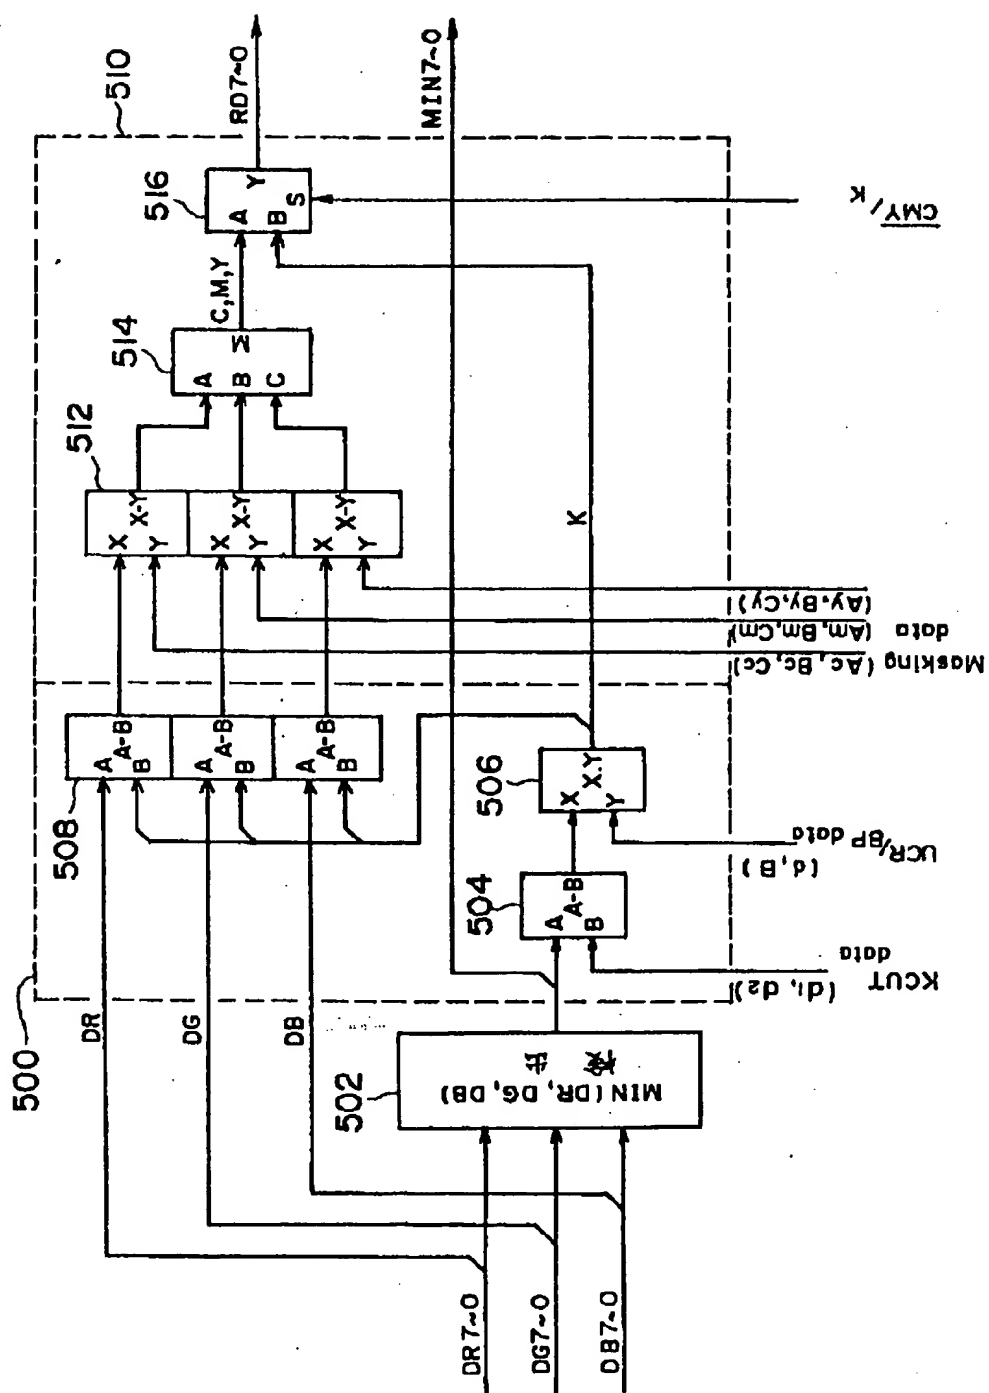 500
510
DR7~0
DG7~0
DB7~0
502
MIN(DR, DG, DB)
検出
DR
DG
DB
KCUT
data
(d1, d2)
504
A
B
A-B
UCR/BP data
(d, B)
506
X
Y
X.Y
508
A
B
A-B
A
B
A-B
A
B
A-B
K
Masking
data
(Ac, Bc, Cc)
(Am, Bm, Cm)
(Ay, By, Cy)
512
X
Y
X-Y
X
Y
X-Y
X
Y
X-Y
514
A
B
C
Σ
C,M,Y
516
A
B
S
Y
CMY/K
RD7~0
MIN7~0